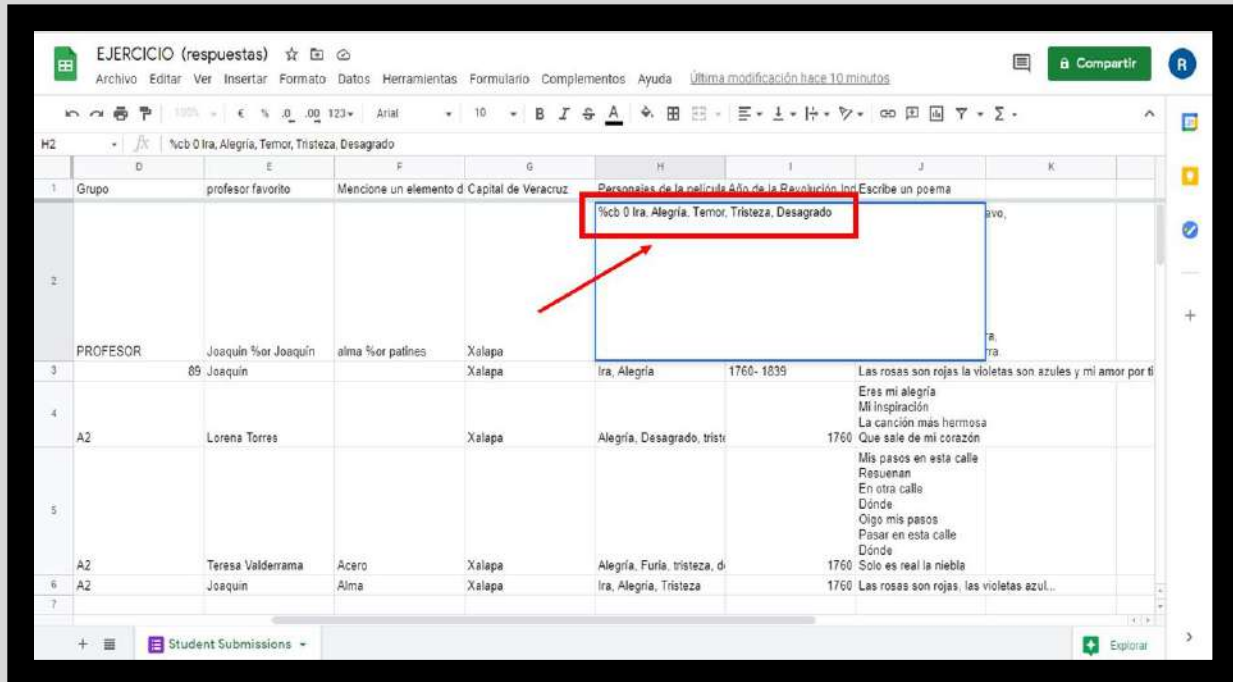 EJERCICIO (respuestas)
Archivo Editar Ver Insertar Formato Datos Herramientas Formulario Complementos Ayuda Última modificación hace 10 minutos
Compartir
R
100% € % .0 .00 123 Arial 10 B I S A
H2 fx %cb 0 Ira, Alegría, Temor, Tristeza, Desagrado
D E F G H I J K
1 Grupo profesor favorito Mencione un elemento d Capital de Veracruz Personajes de la película Año de la Revolución Ind Escribe un poema
%cb 0 Ira, Alegría, Temor, Tristeza, Desagrado
2
PROFESOR Joaquin %or Joaquín alma %or patines Xalapa
3 89 Joaquín Xalapa Ira, Alegría 1760- 1839 Las rosas son rojas la violetas son azules y mi amor por ti
Eres mi alegría
Mi inspiración
4 La canción más hermosa
A2 Lorena Torres Xalapa Alegría, Desagrado, triste 1760 Que sale de mi corazón
Mis pasos en esta calle
Resuenan
En otra calle
5 Dónde
Oigo mis pasos
Pasar en esta calle
Dónde
A2 Teresa Valderrama Acero Xalapa Alegría, Furia, tristeza, d 1760 Solo es real la niebla
6 A2 Joaquin Alma Xalapa Ira, Alegría, Tristeza 1760 Las rosas son rojas, las violetas azul...
7
Student Submissions
Explorar